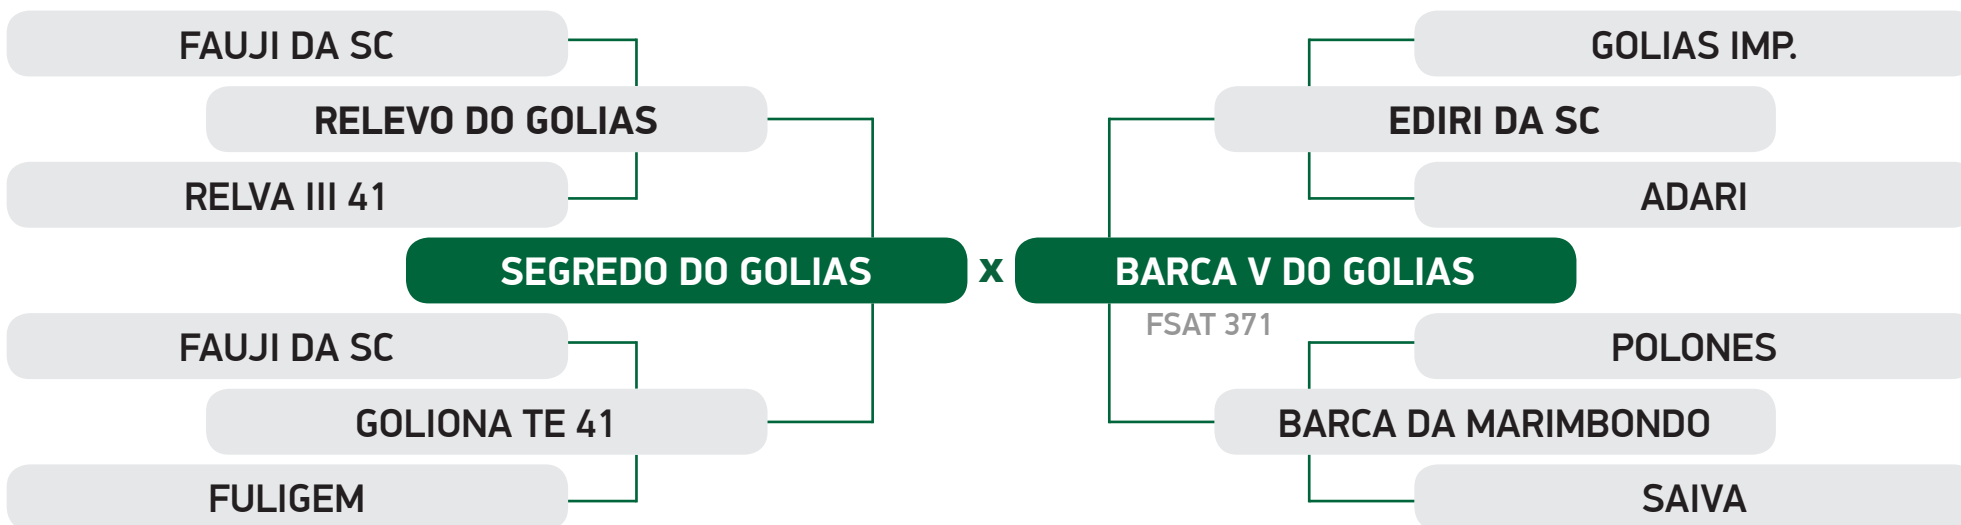 FAUJI DA SC
GOLIAS IMP.
RELEVO DO GOLIAS
EDIRI DA SC
RELVA III 41
ADARI
SEGREDO DO GOLIAS x BARCA V DO GOLIAS
FSAT 371
FAUJI DA SC
POLONES
GOLIONA TE 41
BARCA DA MARIMBONDO
FULIGEM
SAIVA